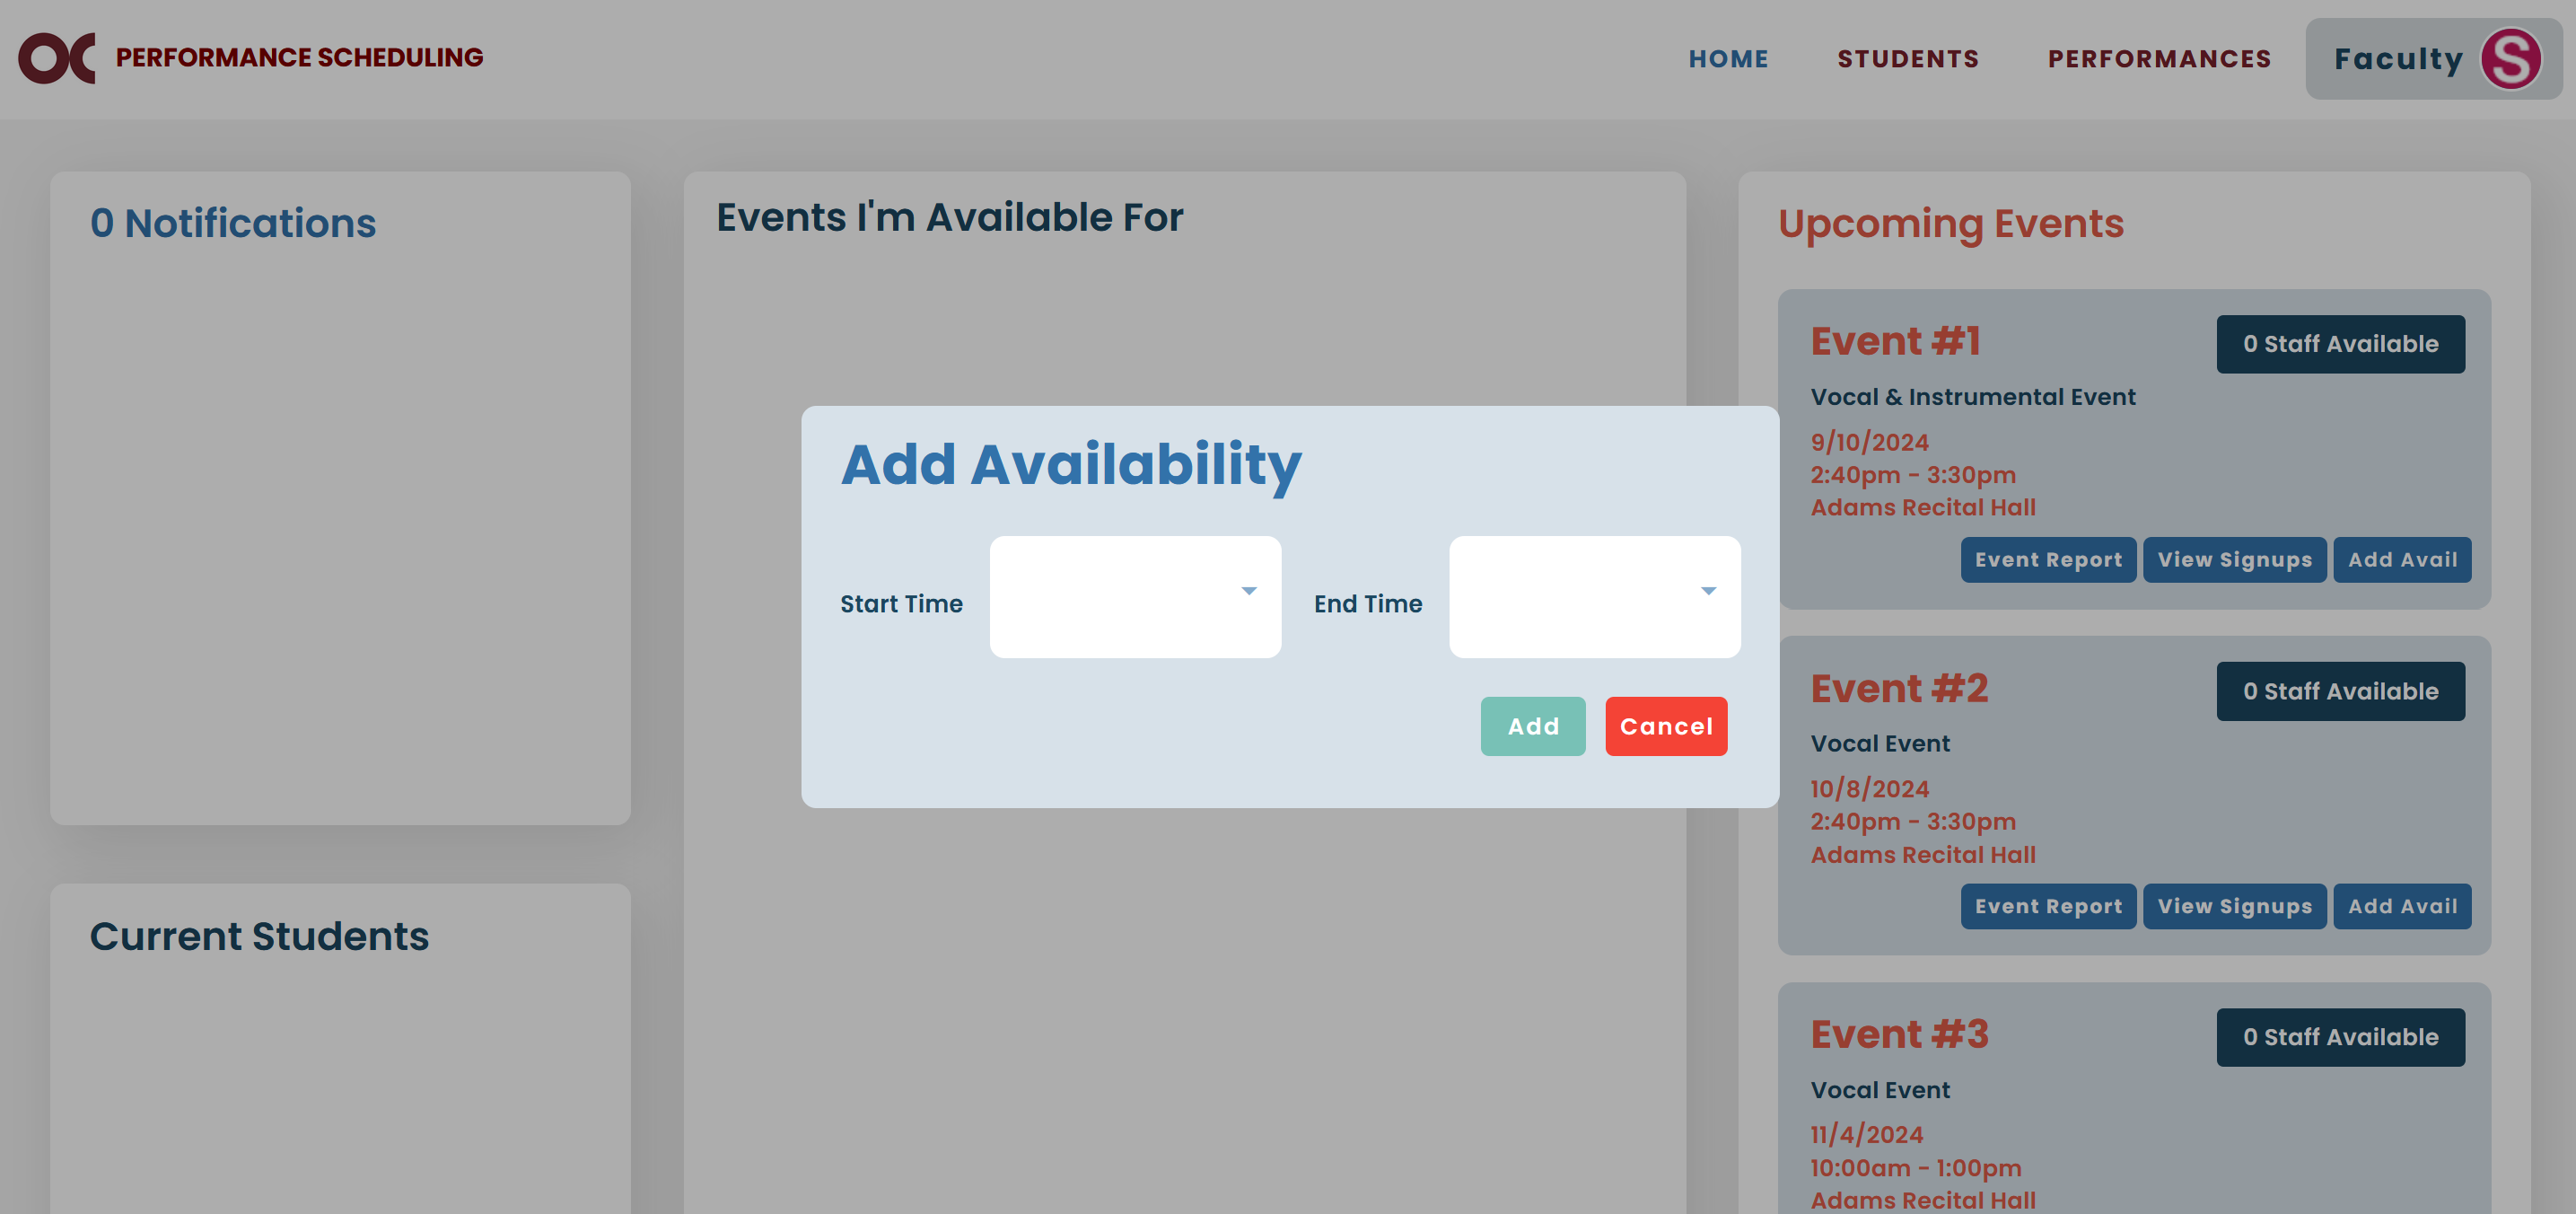 OC PERFORMANCE SCHEDULING
HOME STUDENTS PERFORMANCES Faculty S
0 Notifications
Current Students
Events I'm Available For
Add Availability
Start Time End Time
Add Cancel
Upcoming Events
Event #1 0 Staff Available
Vocal & Instrumental Event
9/10/2024
2:40pm - 3:30pm
Adams Recital Hall
Event Report View Signups Add Avail
Event #2 0 Staff Available
Vocal Event
10/8/2024
2:40pm - 3:30pm
Adams Recital Hall
Event Report View Signups Add Avail
Event #3 0 Staff Available
Vocal Event
11/4/2024
10:00am - 1:00pm
Adams Recital Hall